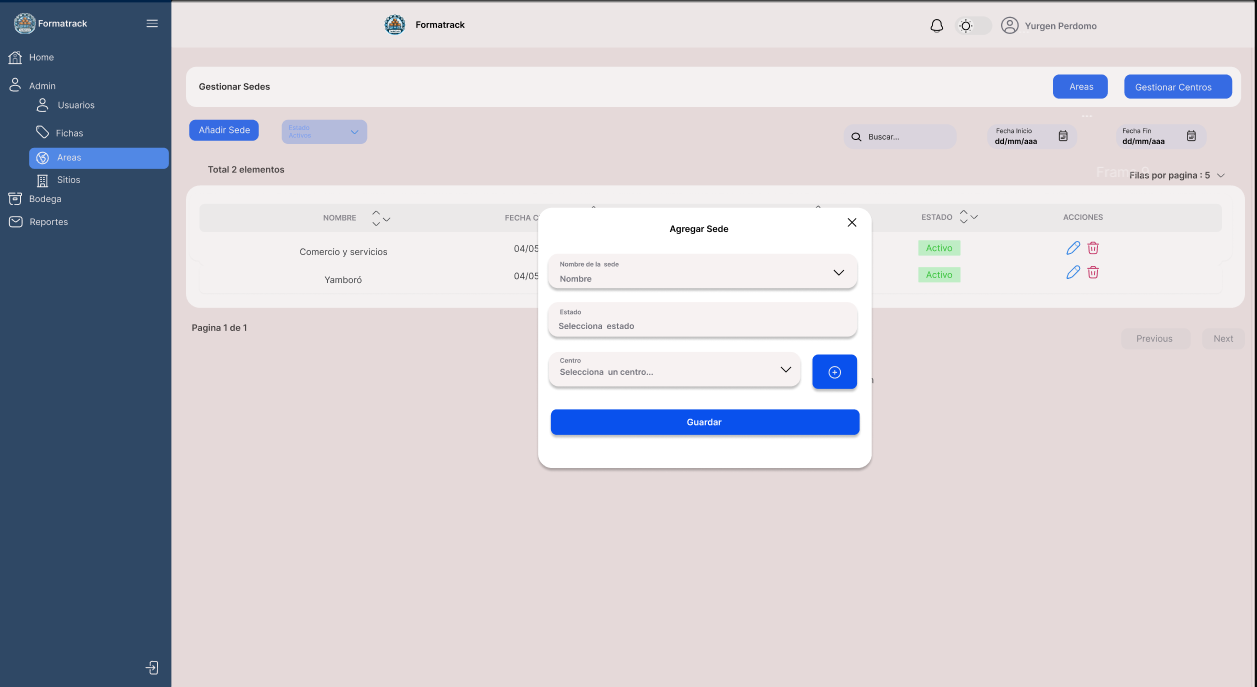 Formatrack
Formatrack
Yurgen Perdomo
Home
Admin
Usuarios
Fichas
Areas
Sitios
Bodega
Reportes
Gestionar Sedes
Areas
Gestionar Centros
Añadir Sede
Estado
Activos
Buscar...
Fecha Inicio
dd/mm/aaa
Fecha Fin
dd/mm/aaa
Total 2 elementos
Filas por pagina : 5
NOMBRE
FECHA C
ESTADO
ACCIONES
Comercio y servicios
04/05
Activo
Yamboró
04/05
Activo
Agregar Sede
Nombre de la sede
Nombre
Estado
Selecciona estado
Centro
Selecciona un centro...
Guardar
Pagina 1 de 1
Previous
Next